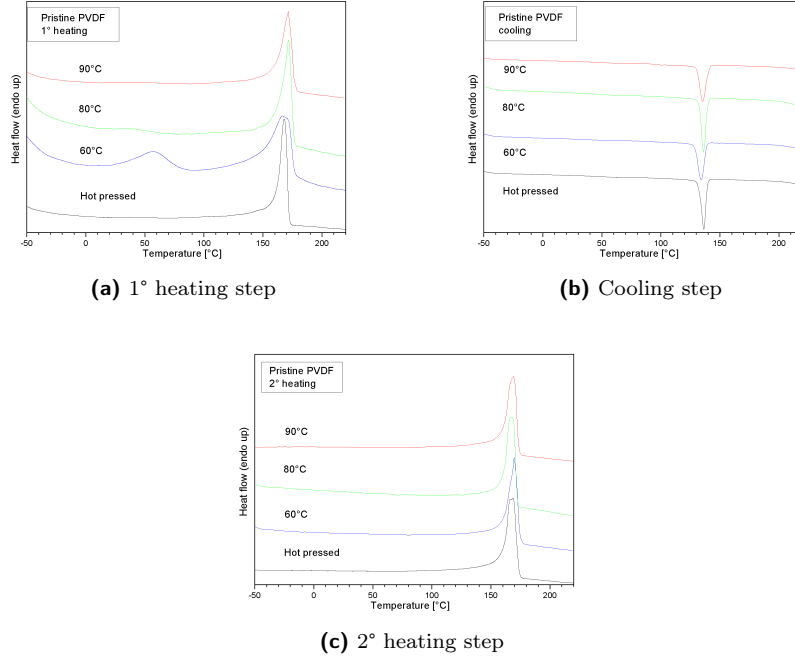 Pristine PVDF
1° heating
90°C
80°C
60°C
Hot pressed
Heat flow (endo up)
-50 0 50 100 150 200
Temperature [°C]
(a) 1° heating step
Pristine PVDF
cooling
90°C
80°C
60°C
Hot pressed
Heat flow (endo up)
-50 0 50 100 150 200
Temperature [°C]
(b) Cooling step
Pristine PVDF
2° heating
90°C
80°C
60°C
Hot pressed
Heat flow (endo up)
-50 0 50 100 150 200
Temperature [°C]
(c) 2° heating step